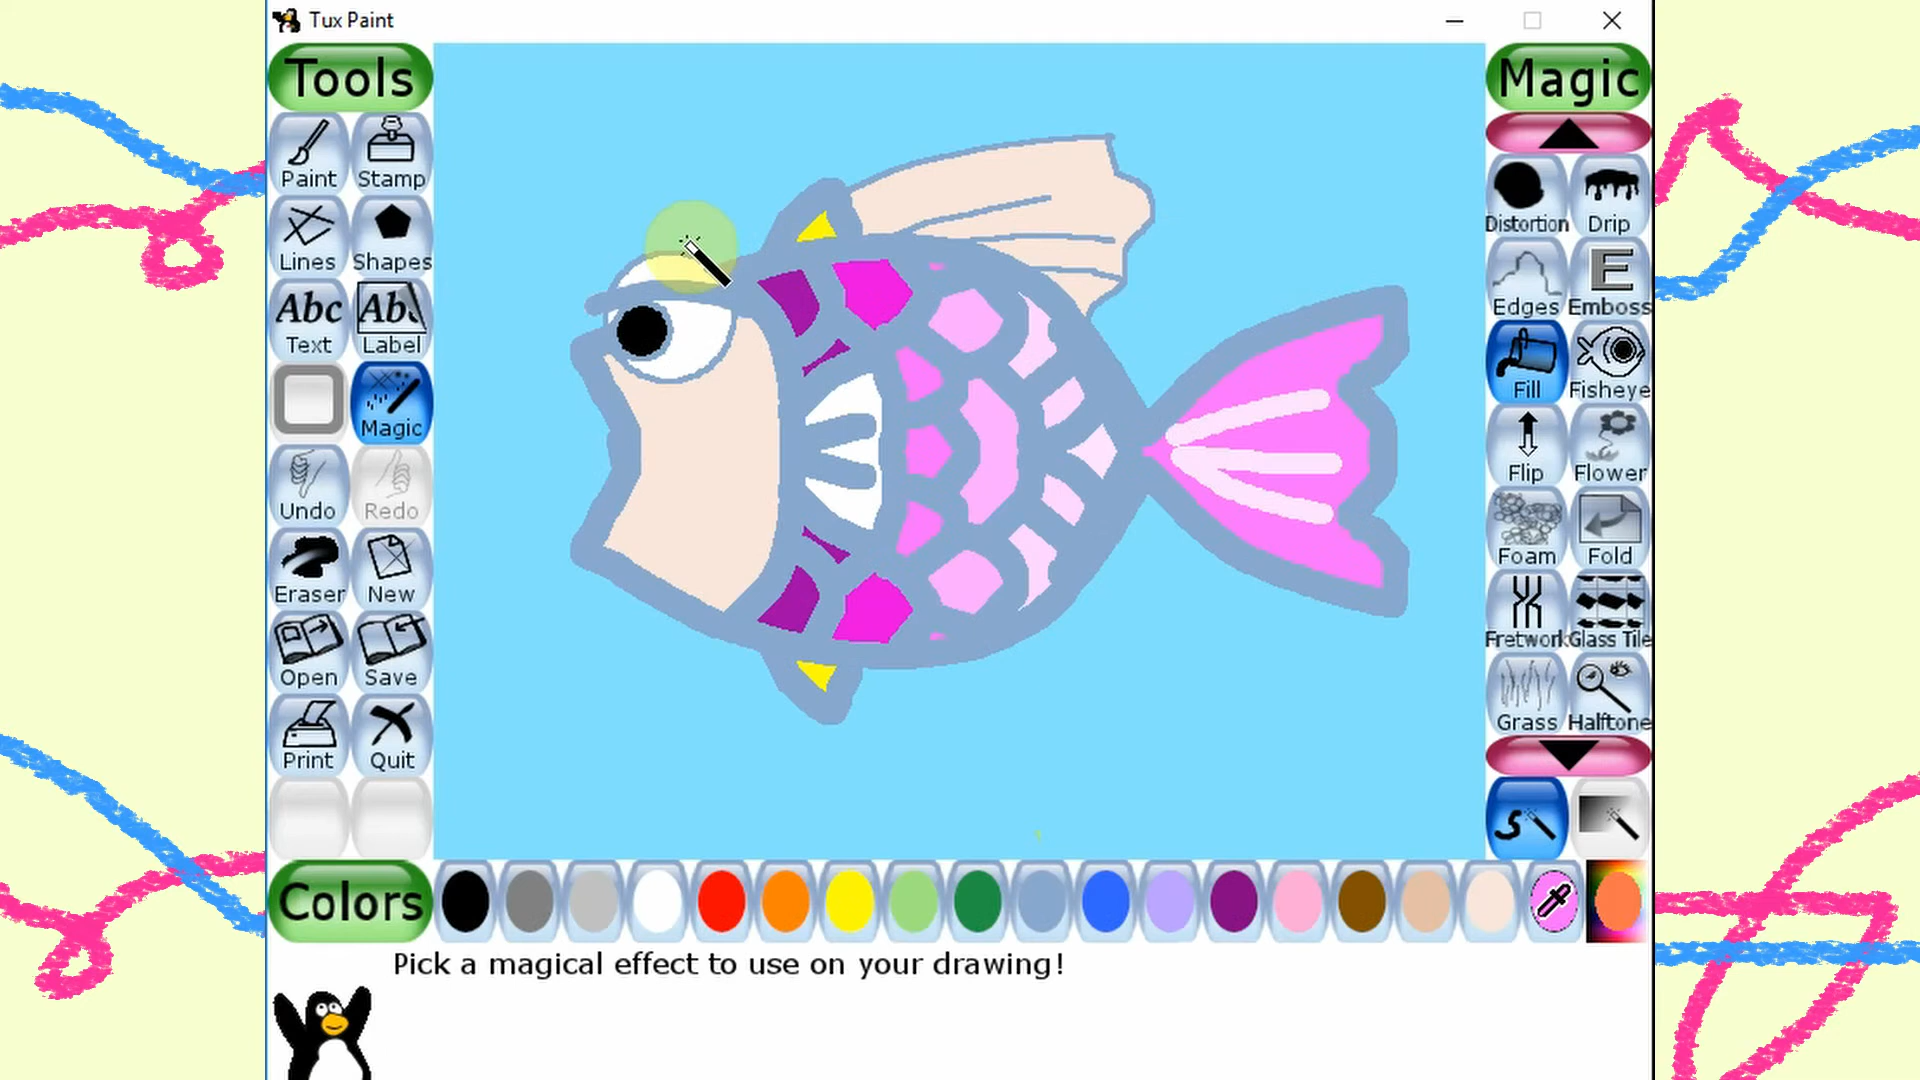 Tux Paint
Tools
Magic
Paint Stamp
Distortion Drip
Lines Shapes
Edges Emboss
Abc Abc
Text Label
Fill Fisheye
Magic
Flip Flower
Undo Redo
Foam Fold
Eraser New
Fretwork Glass Tile
Open Save
Grass Halftone
Print Quit
Colors
Pick a magical effect to use on your drawing!